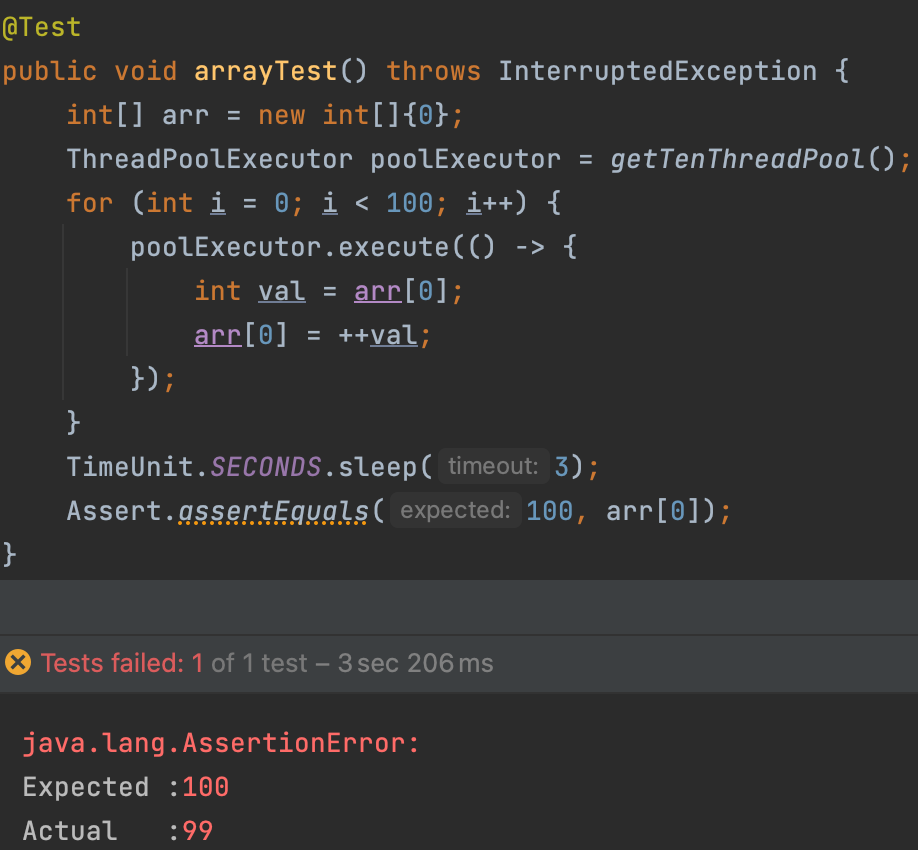 @Test
public void arrayTest() throws InterruptedException {
    int[] arr = new int[]{0};
    ThreadPoolExecutor poolExecutor = getTenThreadPool();
    for (int i = 0; i < 100; i++) {
        poolExecutor.execute(() -> {
            int val = arr[0];
            arr[0] = ++val;
        });
    }
    TimeUnit.SECONDS.sleep( timeout: 3);
    Assert.assertEquals( expected: 100, arr[0]);
}
Tests failed: 1 of 1 test – 3 sec 206 ms
java.lang.AssertionError:
Expected :100
Actual   :99